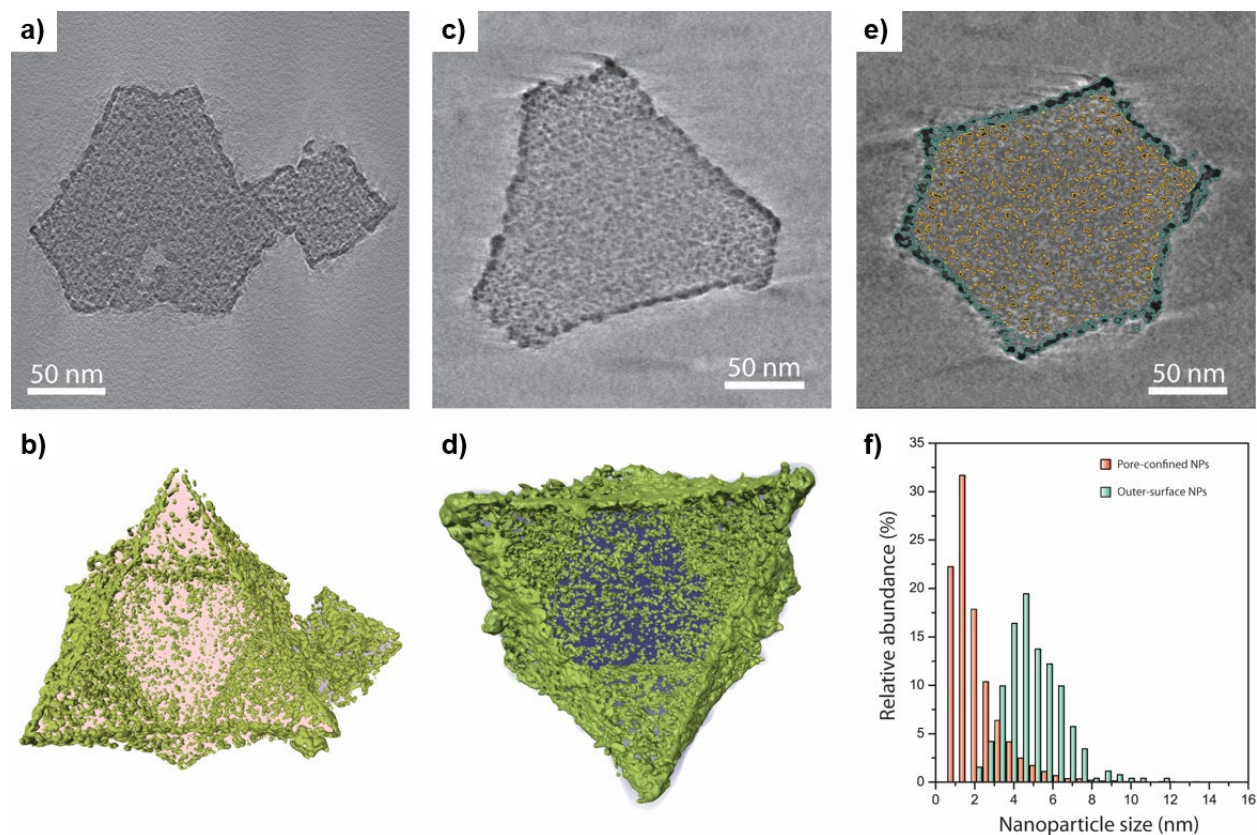 a)
c)
e)
50 nm
50 nm
50 nm
b)
d)
f)
35
30
25
20
15
10
5
0
Relative abundance (%)
Pore-confined NPs
Outer-surface NPs
0 2 4 6 8 10 12 14 16
Nanoparticle size (nm)